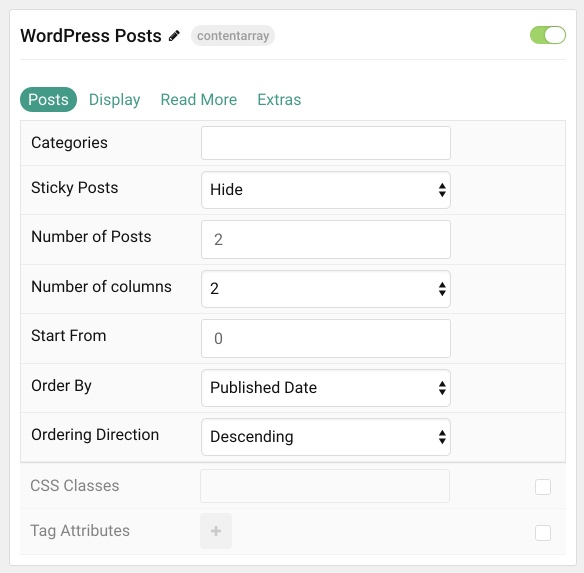 WordPress Posts contentarray
Posts Display Read More Extras
Categories
Sticky Posts Hide
Number of Posts 2
Number of columns 2
Start From 0
Order By Published Date
Ordering Direction Descending
CSS Classes
Tag Attributes +